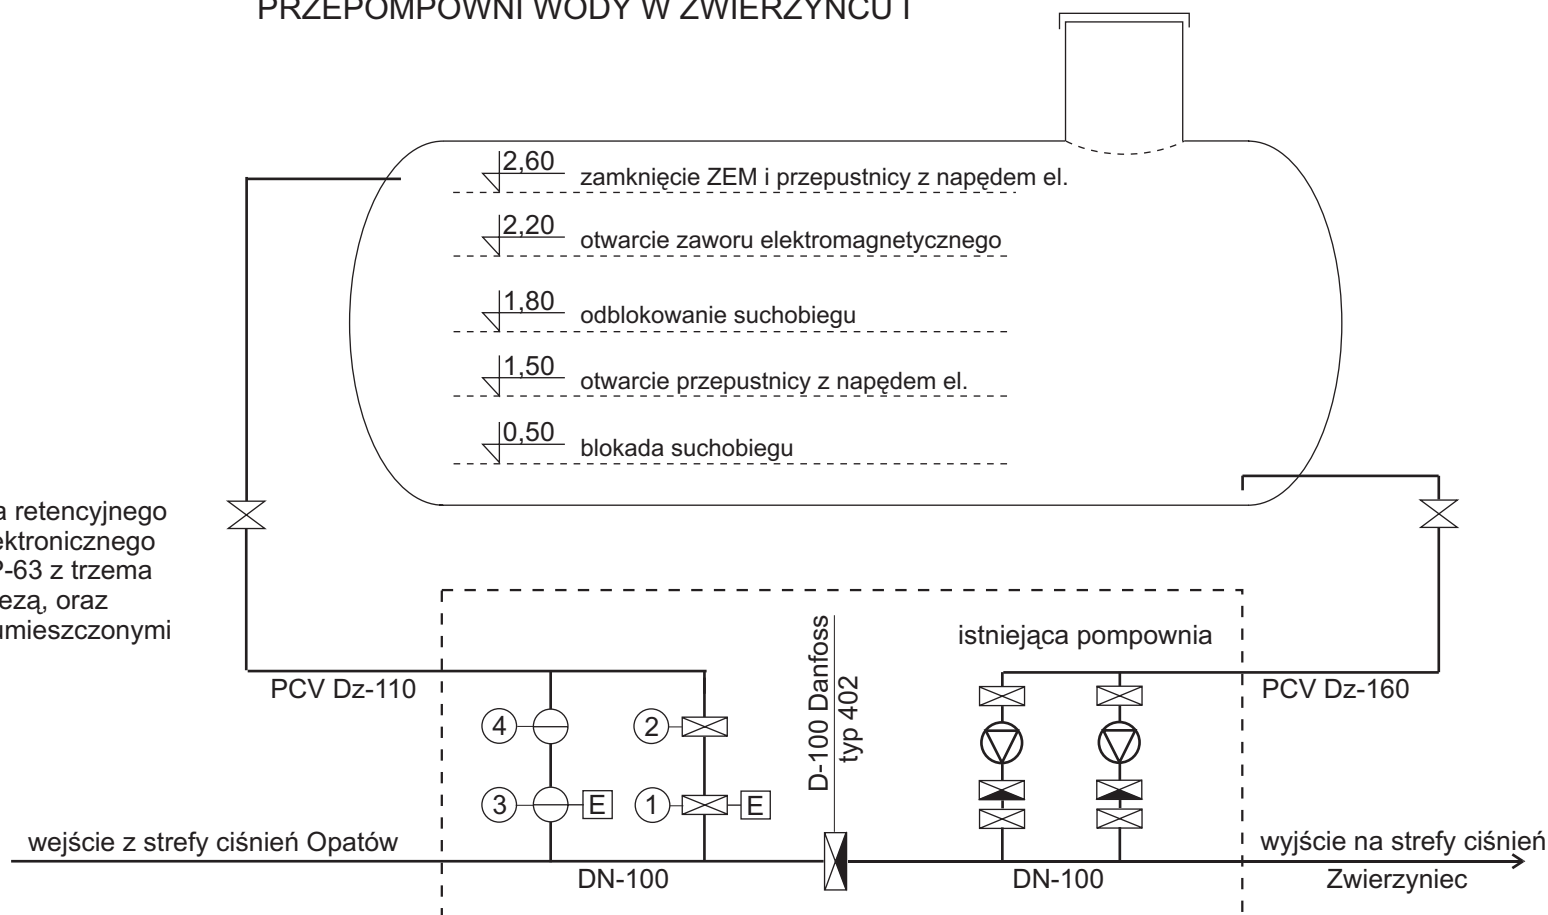 PRZEPOMPOWNI WODY W ZWIERZYŃCU I
2,60
zamknięcie ZEM i przepustnicy z napędem el.
2,20
otwarcie zaworu elektromagnetycznego
1,80
odblokowanie suchobiegu
1,50
otwarcie przepustnicy z napędem el.
0,50
blokada suchobiegu
a retencyjnego
ektronicznego
P-63 z trzema
ezą, oraz
umieszczonymi
PCV Dz-110
D-100 Danfoss
typ 402
istniejąca pompownia
PCV Dz-160
4
2
3
E
1
E
wejście z strefy ciśnień Opatów
DN-100
DN-100
wyjście na strefy ciśnień
Zwierzyniec